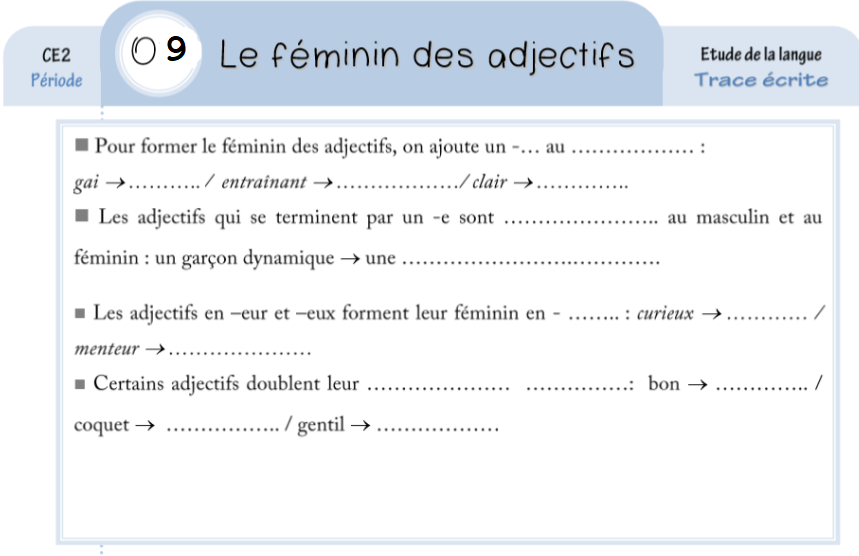 CE2
Période
O 9 Le féminin des adjectifs
Etude de la langue
Trace écrite
■ Pour former le féminin des adjectifs, on ajoute un -… au ……………… :
gai →……….. / entraînant →………………./ clair →…………..
■ Les adjectifs qui se terminent par un -e sont ………………….. au masculin et au
féminin : un garçon dynamique → une …………………………………
■ Les adjectifs en –eur et –eux forment leur féminin en - …….. : curieux →………… /
menteur →…………………
■ Certains adjectifs doublent leur ………………… ……………: bon → ………….. /
coquet → …………….. / gentil → ………………